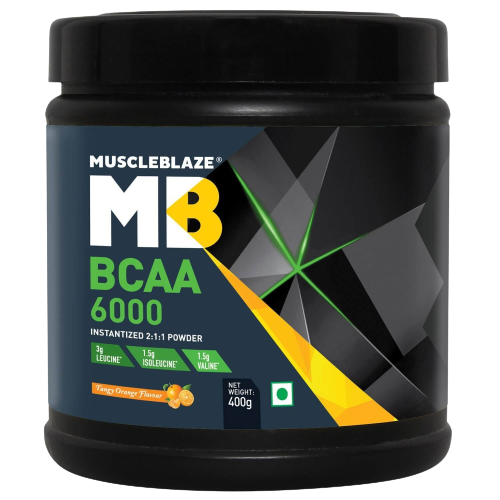 MUSCLEBLAZE®
MB
BCAA
6000
INSTANTIZED 2:1:1 POWDER
3g
LEUCINE*
1.5g
ISOLEUCINE*
1.5g
VALINE*
Tangy Orange Flavour
NET
WEIGHT:
400g